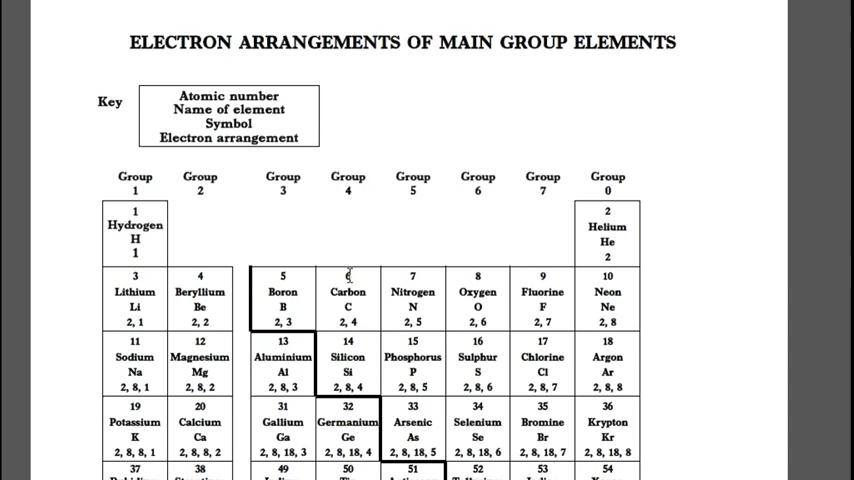 ELECTRON ARRANGEMENTS OF MAIN GROUP ELEMENTS
Key
Atomic number
Name of element
Symbol
Electron arrangement
Group Group Group Group Group Group Group Group
1 2 3 4 5 6 7 0
1 2
Hydrogen Helium
H He
1 2
3 4 5 6 7 8 9 10
Lithium Beryllium Boron Carbon Nitrogen Oxygen Fluorine Neon
Li Be B C N O F Ne
2, 1 2, 2 2, 3 2, 4 2, 5 2, 6 2, 7 2, 8
11 12 13 14 15 16 17 18
Sodium Magnesium Aluminium Silicon Phosphorus Sulphur Chlorine Argon
Na Mg Al Si P S Cl Ar
2, 8, 1 2, 8, 2 2, 8, 3 2, 8, 4 2, 8, 5 2, 8, 6 2, 8, 7 2, 8, 8
19 20 31 32 33 34 35 36
Potassium Calcium Gallium Germanium Arsenic Selenium Bromine Krypton
K Ca Ga Ge As Se Br Kr
2, 8, 8, 1 2, 8, 8, 2 2, 8, 18, 3 2, 8, 18, 4 2, 8, 18, 5 2, 8, 18, 6 2, 8, 18, 7 2, 8, 18, 8
37 38 49 50 51 52 53 54